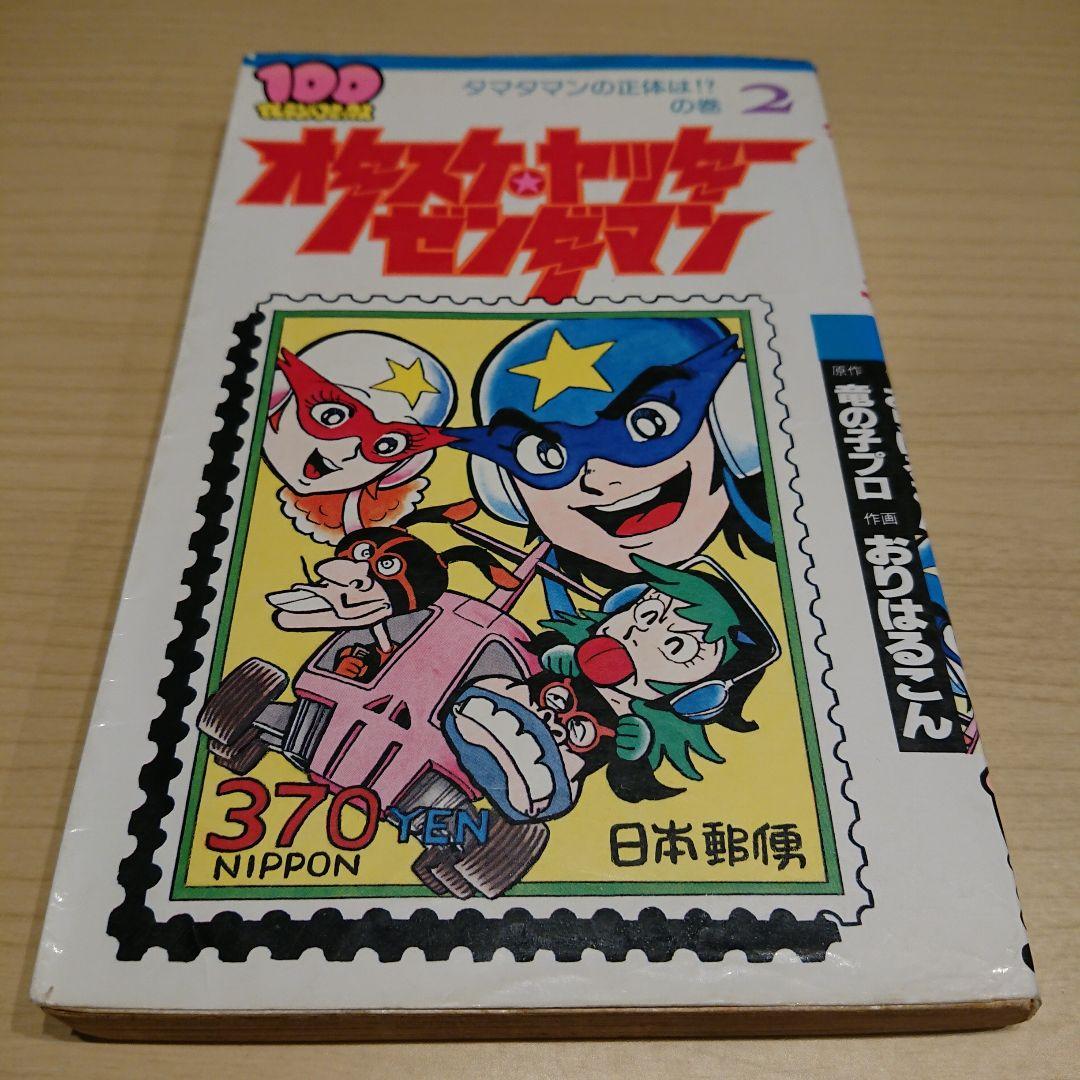 100
タマタマンの正体は!?
の巻
2
オタスケ★ヤッター
ゼンダマン
原作
竜の子プロ
作画
おりはるこん
370 YEN
NIPPON
日本郵便